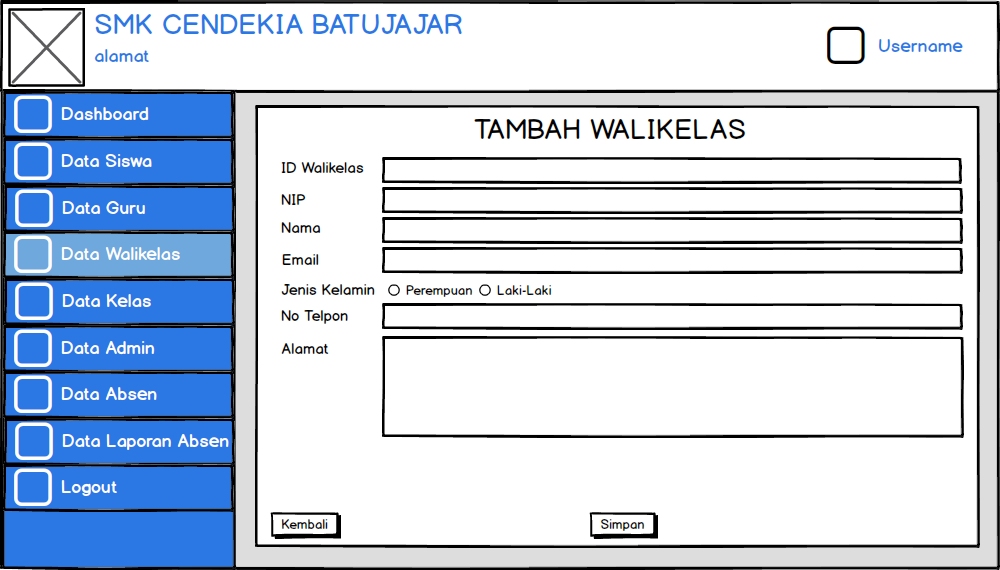 SMK CENDEKIA BATUJAJAR
alamat
Username
Dashboard
Data Siswa
Data Guru
Data Walikelas
Data Kelas
Data Admin
Data Absen
Data Laporan Absen
Logout
TAMBAH WALIKELAS
ID Walikelas
NIP
Nama
Email
Jenis Kelamin Perempuan Laki-Laki
No Telpon
Alamat
Kembali Simpan